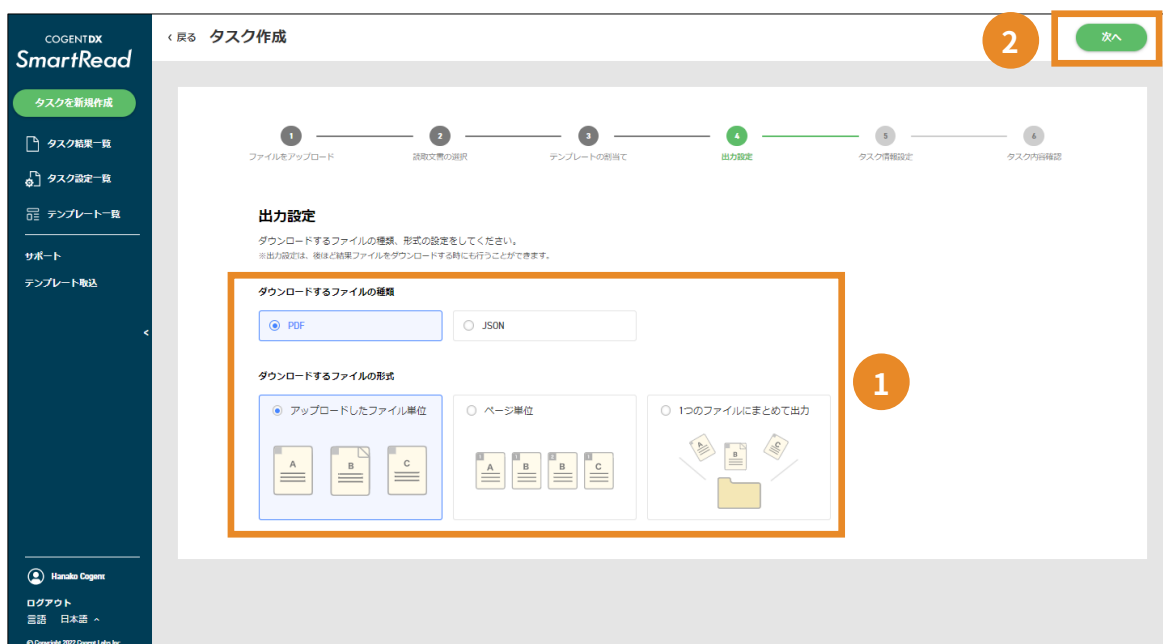 COGENTDX
SmartRead
タスクを新規作成
タスク結果一覧
タスク設定一覧
テンプレート一覧
サポート
テンプレート取込
<
Hanako Cogent
ログアウト
言語 日本語 ^
© Copyright 2022 Cogent Labs Inc.
< 戻る タスク作成
2
次へ
1 2 3 4 5 6
ファイルをアップロード 読取文書の選択 テンプレートの割当て 出力設定 タスク情報設定 タスク内容確認
出力設定
ダウンロードするファイルの種類、形式の設定をしてください。
※出力設定は、後ほど結果ファイルをダウンロードする時にも行うことができます。
ダウンロードするファイルの種類
PDF JSON
ダウンロードするファイルの形式
1
アップロードしたファイル単位 ページ単位 1つのファイルにまとめて出力
A B C
1 1 2 1
A B B C
A B C